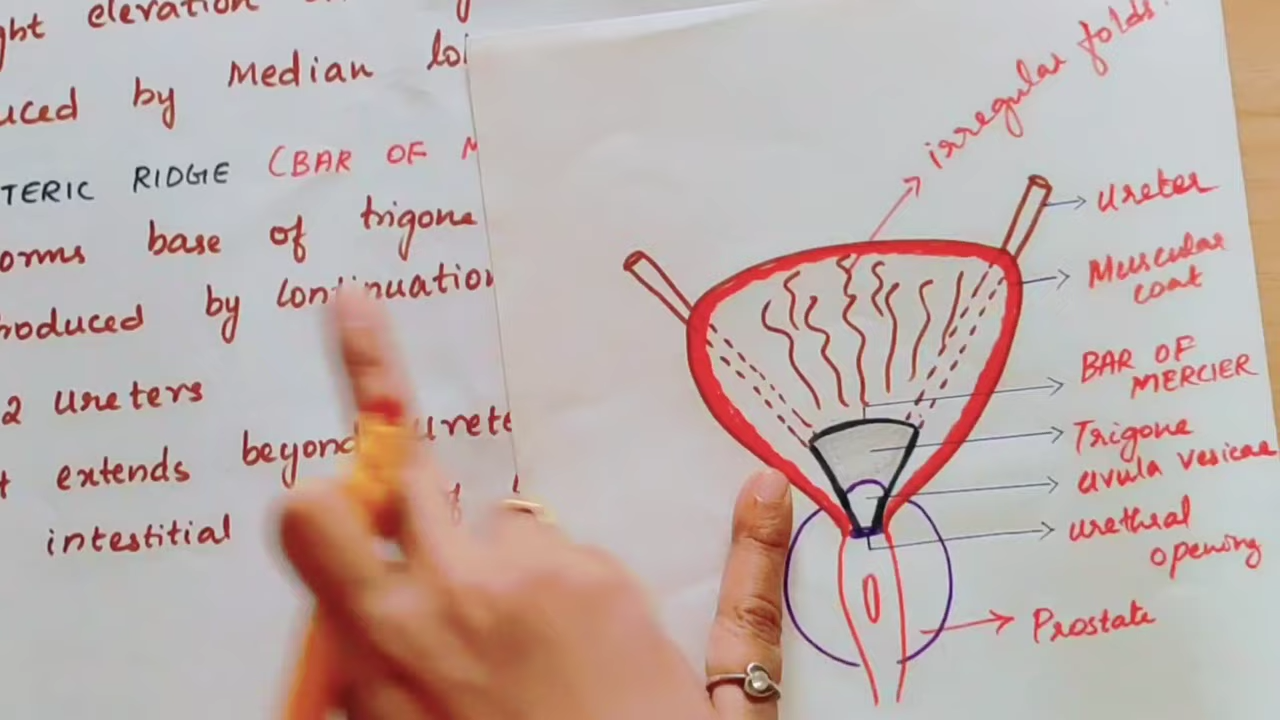 ght elevation
uced by Median lo
TERIC RIDGE (BAR OF M
orms base of trigone
roduced by continuation
2 ureters
t extends beyond urete
intestitial
irregular folds.
ureter
Muscular
coat
BAR OF
MERCIER
Trigone
uvula vesicae
urethral
opening
Prostate